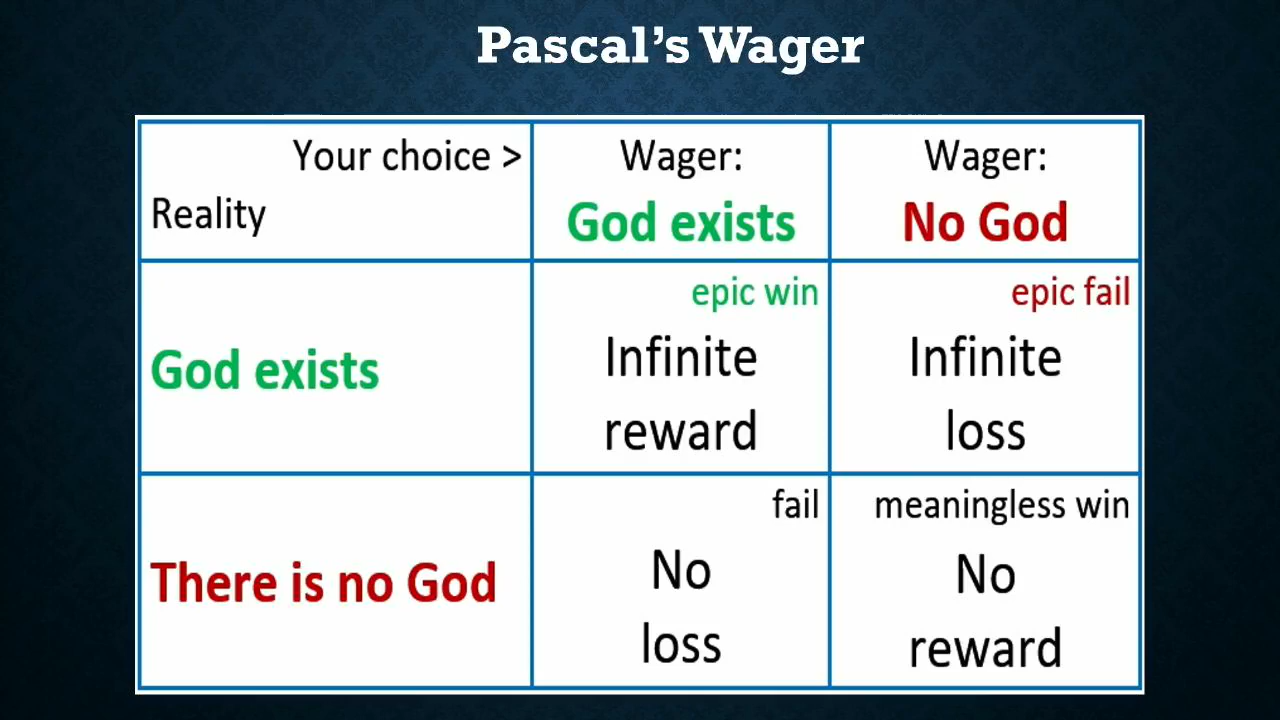 Pascal's Wager
Your choice >
Reality
Wager:
God exists
Wager:
No God
God exists
epic win
Infinite
reward
epic fail
Infinite
loss
There is no God
fail
No
loss
meaningless win
No
reward